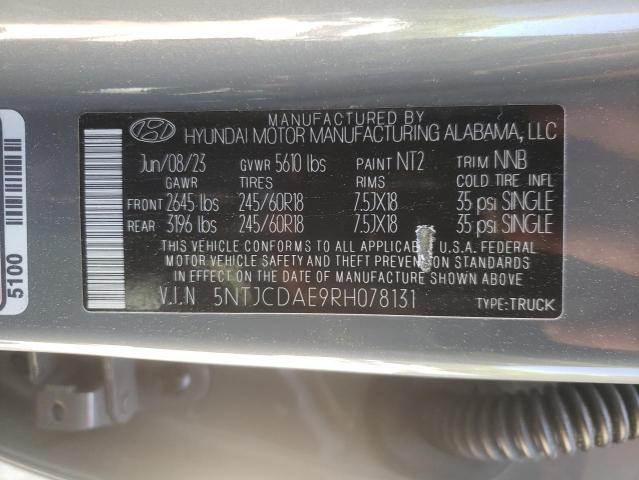 MANUFACTURED BY
HYUNDAI MOTOR MANUFACTURING ALABAMA, LLC
Jun/08/23 GVWR 5610 lbs PAINT NT2 TRIM NNB
GAWR TIRES RIMS COLD TIRE INFL
FRONT 2645 lbs 245/60R18 7.5JX18 35 psi SINGLE
REAR 3196 lbs 245/60R18 7.5JX18 35 psi SINGLE
THIS VEHICLE CONFORMS TO ALL APPLICAB U.S.A. FEDERAL
MOTOR VEHICLE SAFETY AND THEFT PREVENTION STANDARDS
IN EFFECT ON THE DATE OF MANUFACTURE SHOWN ABOVE
V.I.N 5NTJCDAE9RH078131 TYPE:TRUCK
5100